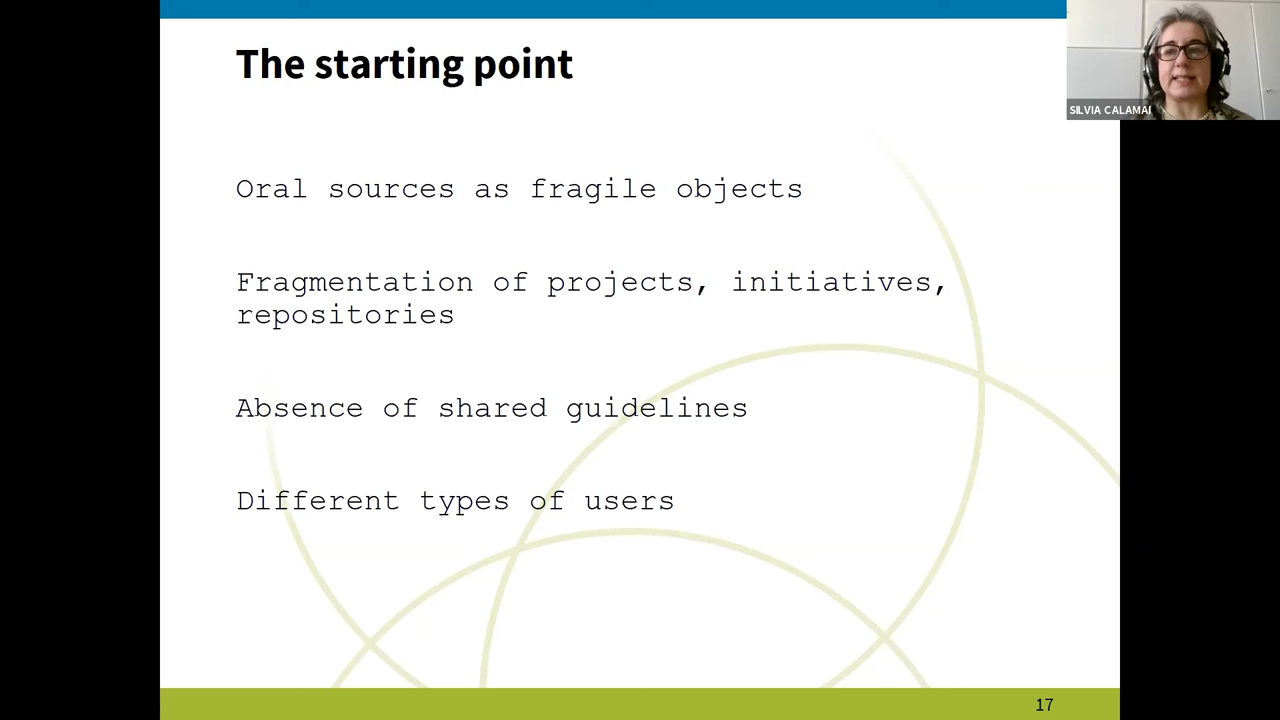 The starting point
SILVIA CALAMAI
Oral sources as fragile objects
Fragmentation of projects, initiatives,
repositories
Absence of shared guidelines
Different types of users
17